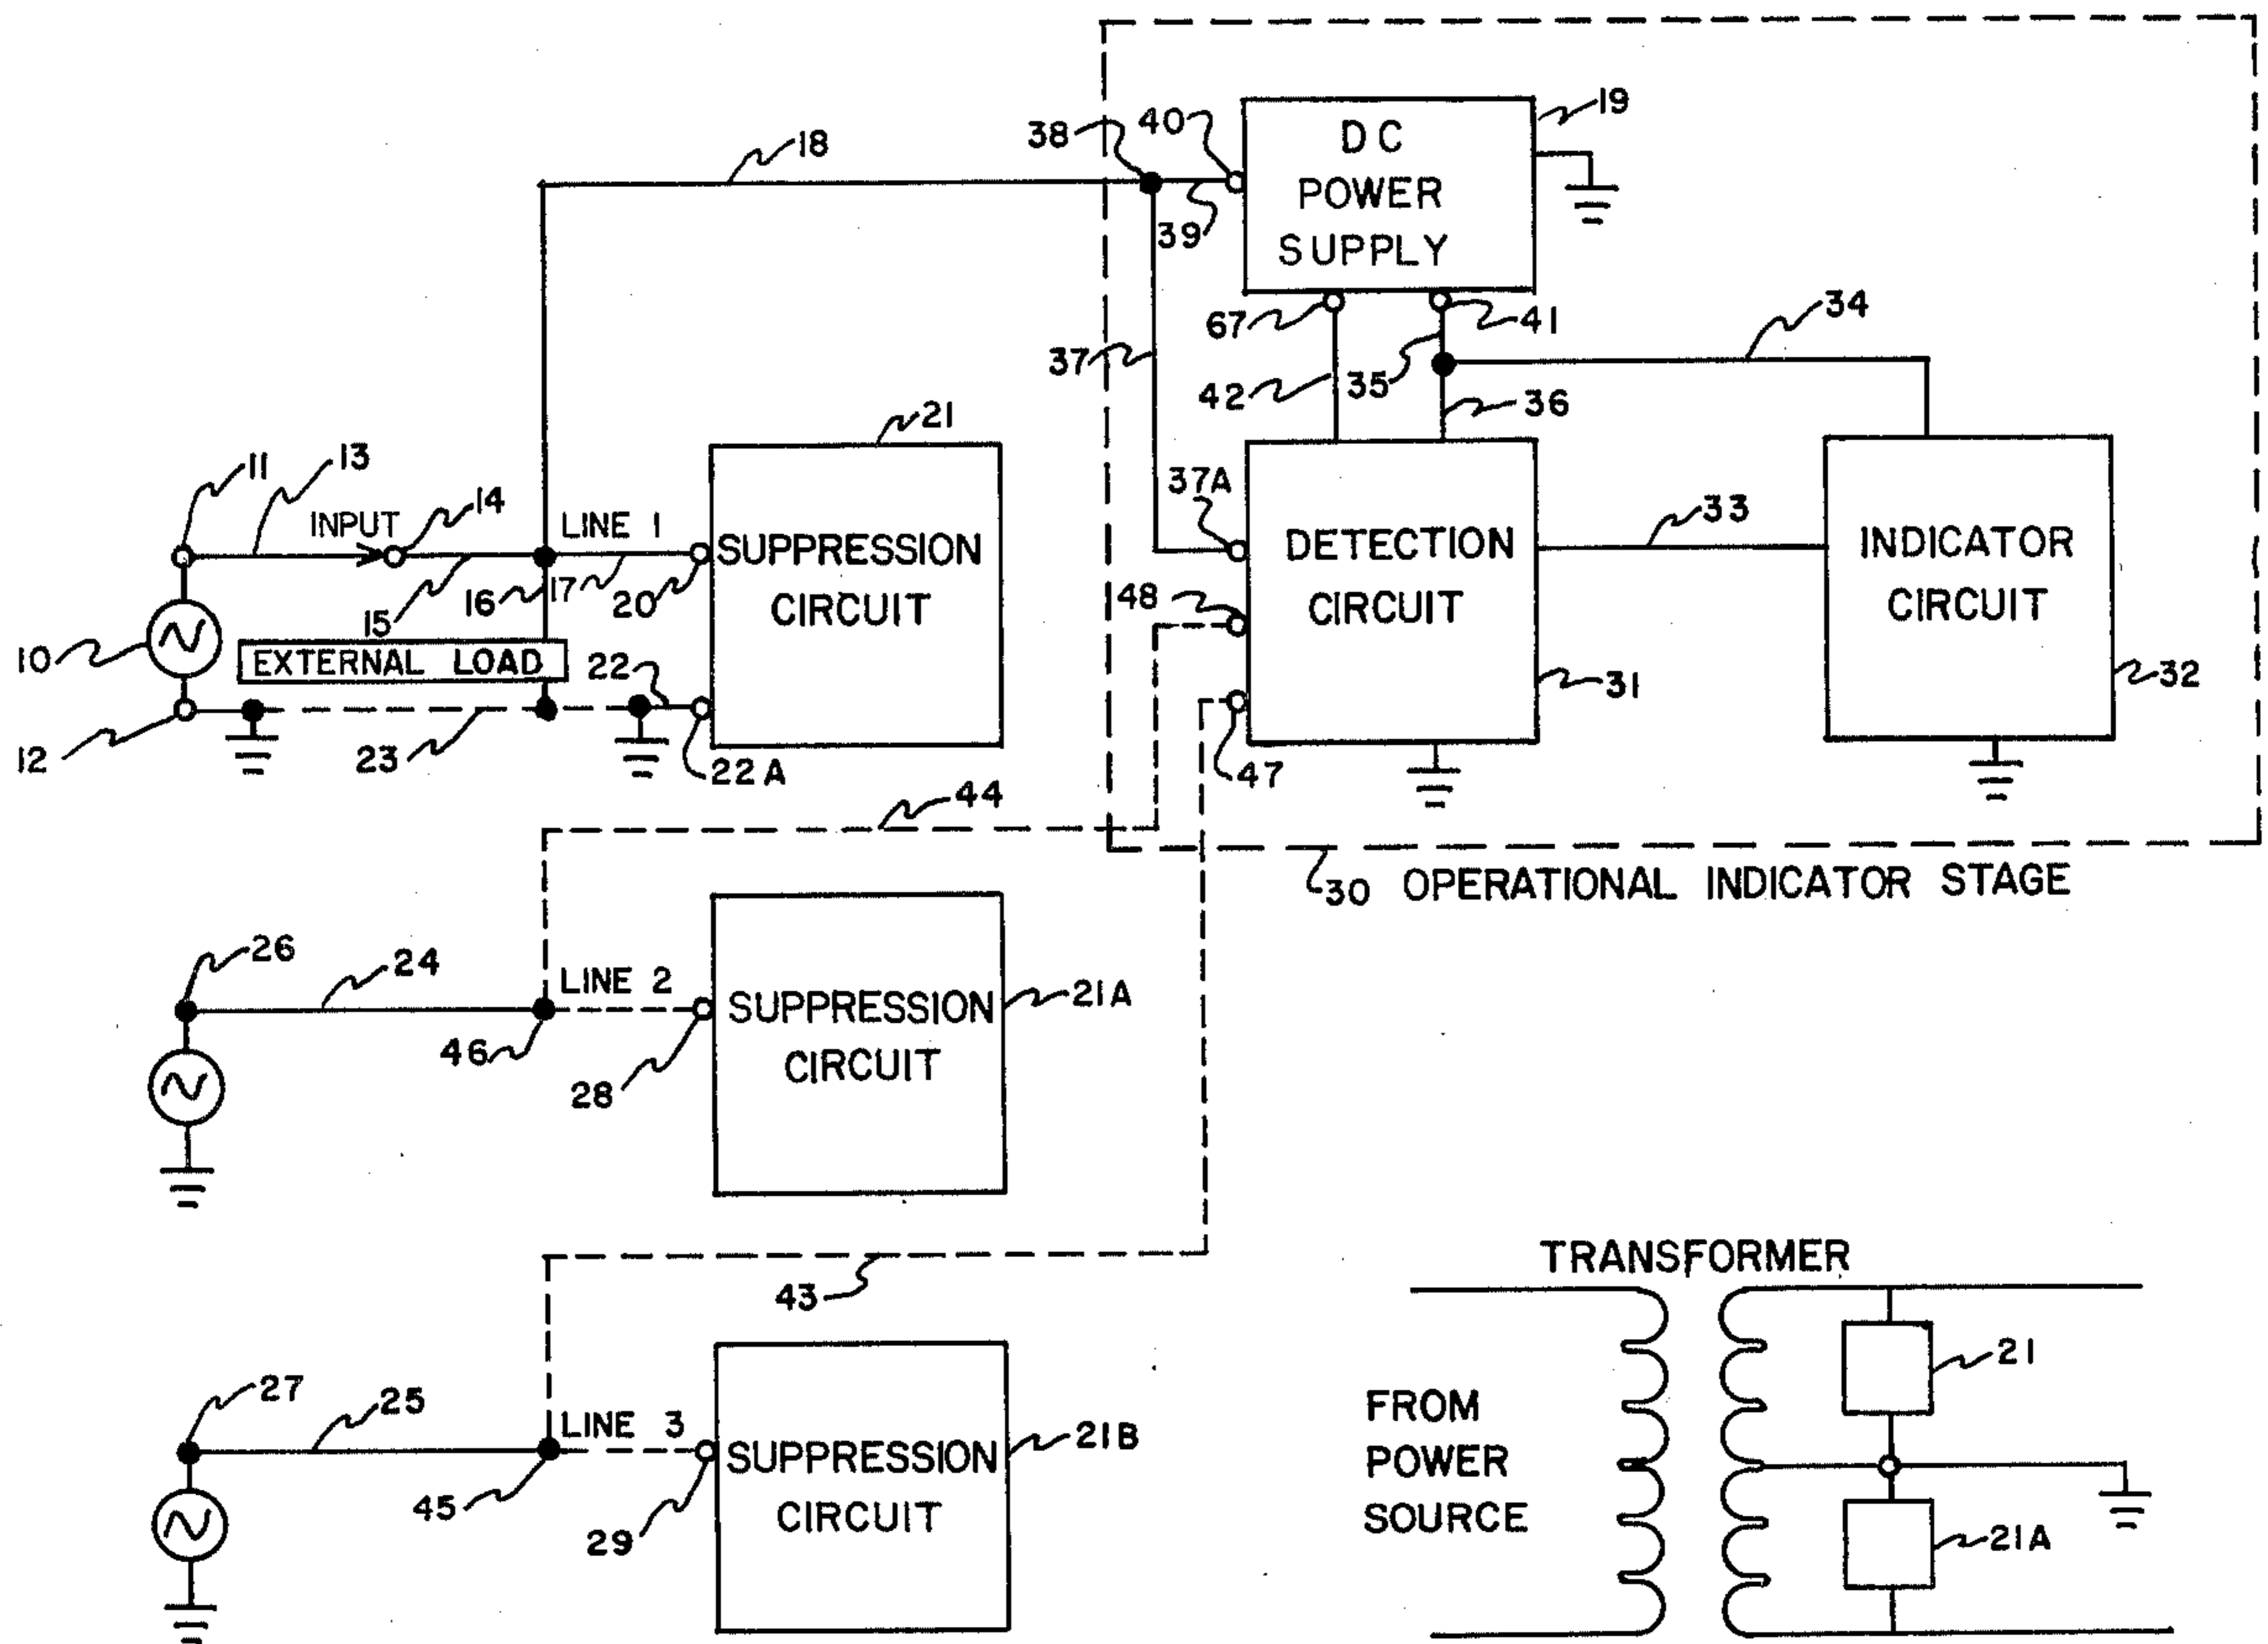 38
40
19
DC
POWER
SUPPLY
18
39
67
41
34
37
42
35
36
21
11
13
INPUT
14
LINE 1
37A
33
SUPPRESSION
CIRCUIT
DETECTION
CIRCUIT
INDICATOR
CIRCUIT
15
16
17
20
48
10
EXTERNAL LOAD
22
31
32
12
23
22A
47
44
30 OPERATIONAL INDICATOR STAGE
26
24
LINE 2
46
28
SUPPRESSION
CIRCUIT
21A
43
27
25
LINE 3
45
29
SUPPRESSION
CIRCUIT
21B
TRANSFORMER
FROM
POWER
SOURCE
21
21A